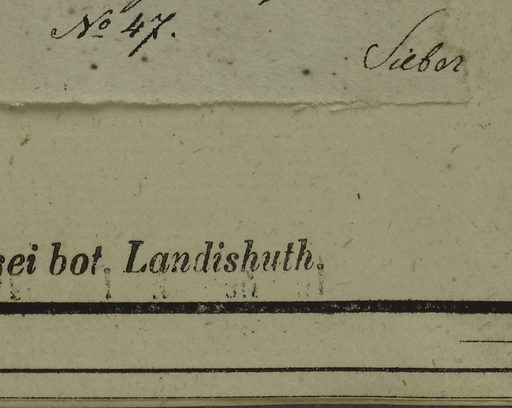 No 47.
Sieber
sei bot. Landishuth.